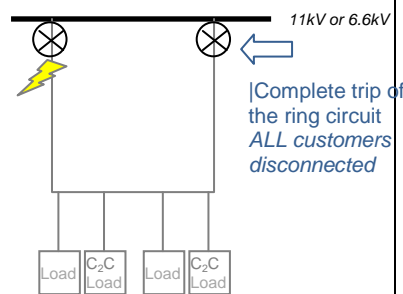 11kV or 6.6kV
|Complete trip of
the ring circuit
ALL customers
disconnected
Load
C₂C
Load
Load
C₂C
Load